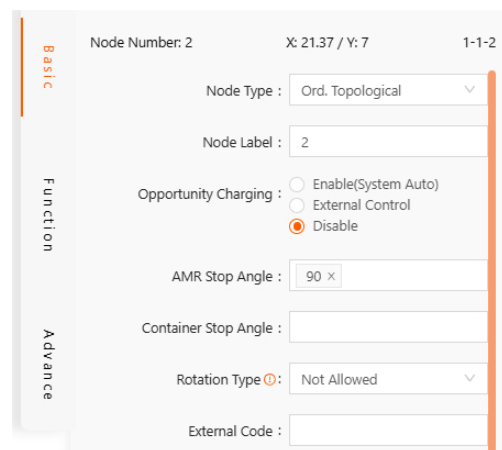 Basic
Function
Advance
Node Number: 2 X: 21.37 / Y: 7 1-1-2
Node Type : Ord. Topological
Node Label : 2
Opportunity Charging : Enable(System Auto)
External Control
Disable
AMR Stop Angle : 90 ×
Container Stop Angle :
Rotation Type : Not Allowed
External Code :